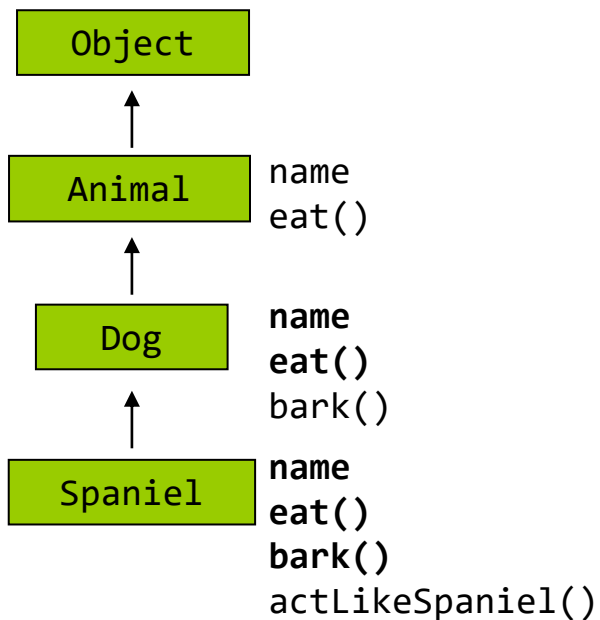 Object
Animal
name
eat()
Dog
name
eat()
bark()
Spaniel
name
eat()
bark()
actLikeSpaniel()